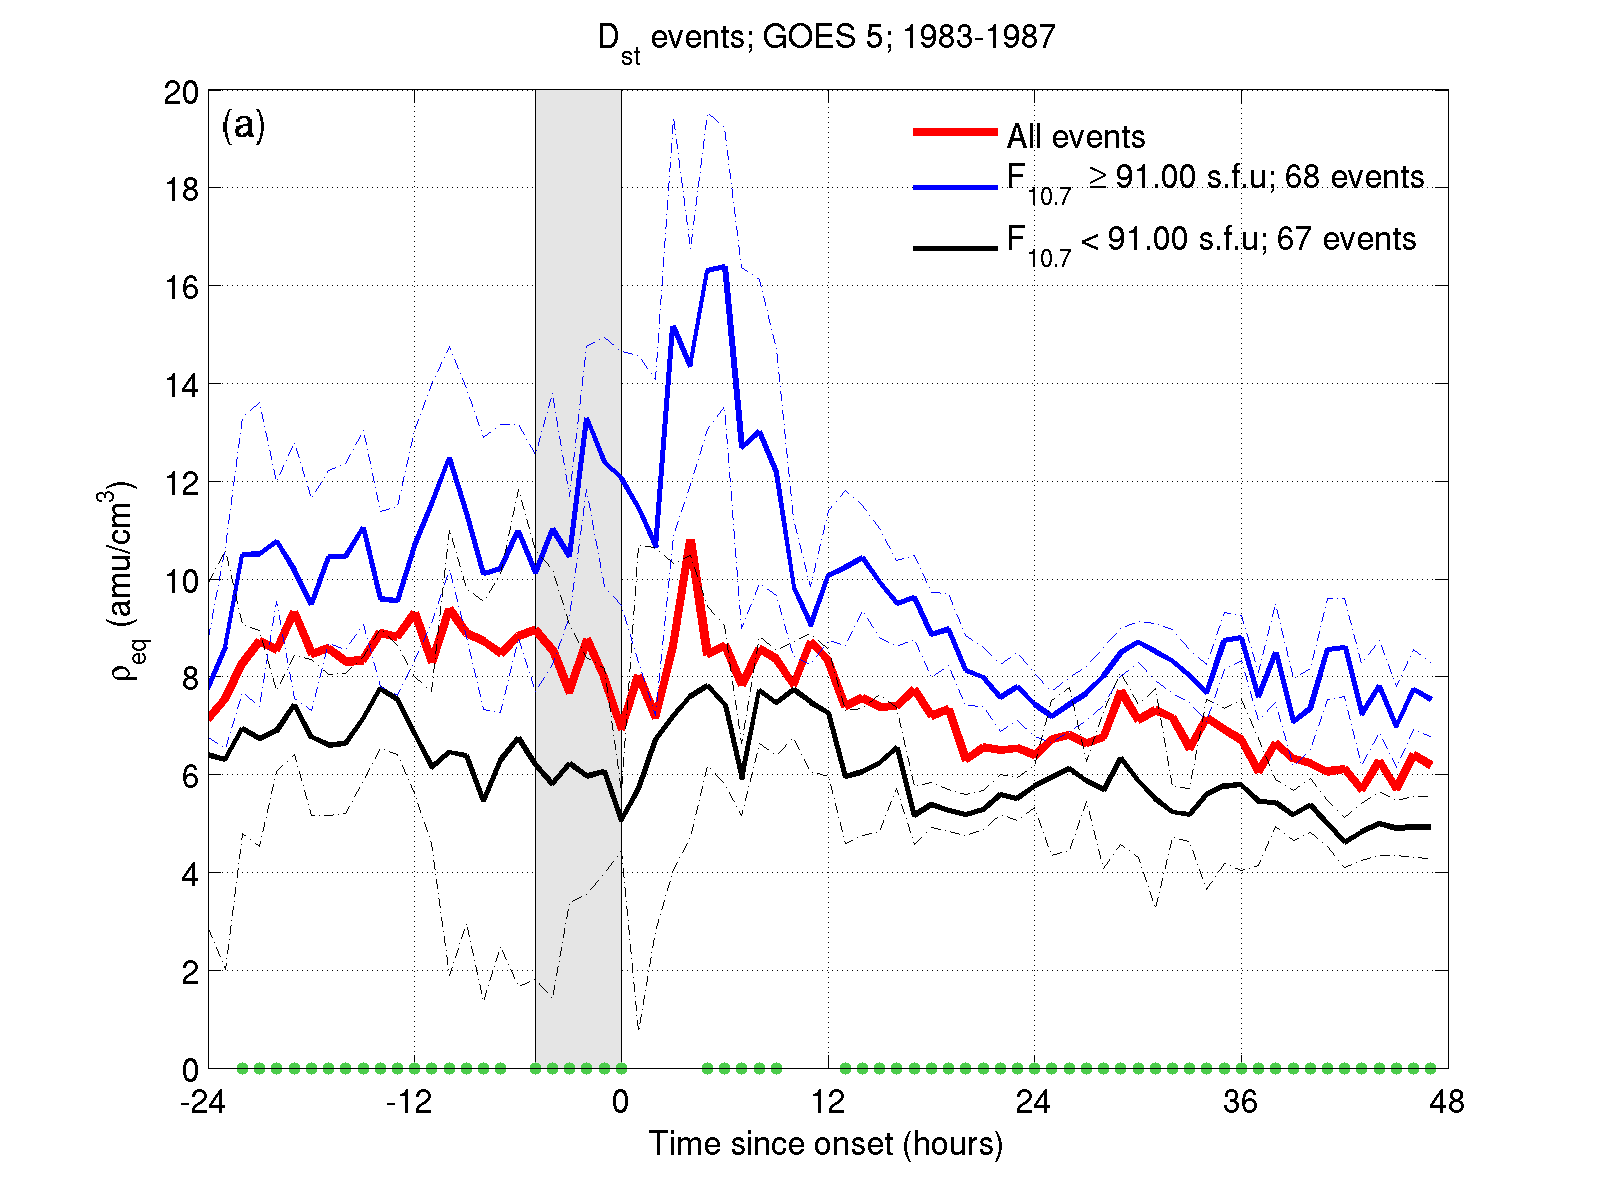 D_st events; GOES 5; 1983-1987
(a)
All events
F_10.7 ≥ 91.00 s.f.u; 68 events
F_10.7 < 91.00 s.f.u; 67 events
20
18
16
14
12
10
8
6
4
2
0
ρ_eq (amu/cm³)
-24 -12 0 12 24 36 48
Time since onset (hours)